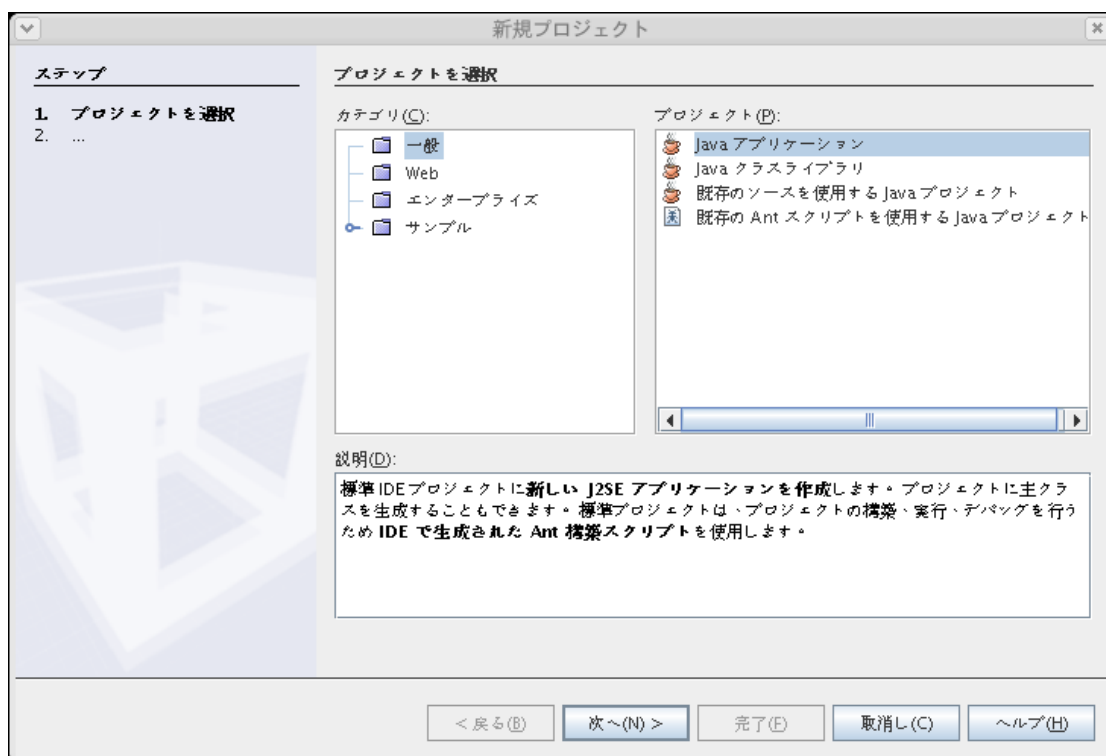 新規プロジェクト
ステップ
1. プロジェクトを選択
2. ...
プロジェクトを選択
カテゴリ(C):
一般
Web
エンタープライズ
サンプル
プロジェクト(P):
Java アプリケーション
Java クラスライブラリ
既存のソースを使用する Java プロジェクト
既存の Ant スクリプトを使用する Java プロジェクト
説明(D):
標準 IDE プロジェクトに新しい J2SE アプリケーションを作成します。プロジェクトに主クラ
スを生成することもできます。標準プロジェクトは、プロジェクトの構築、実行、デバッグを行う
ため IDE で生成された Ant 構築スクリプトを使用します。
< 戻る(B)
次へ(N) >
完了(F)
取消し(C)
ヘルプ(H)